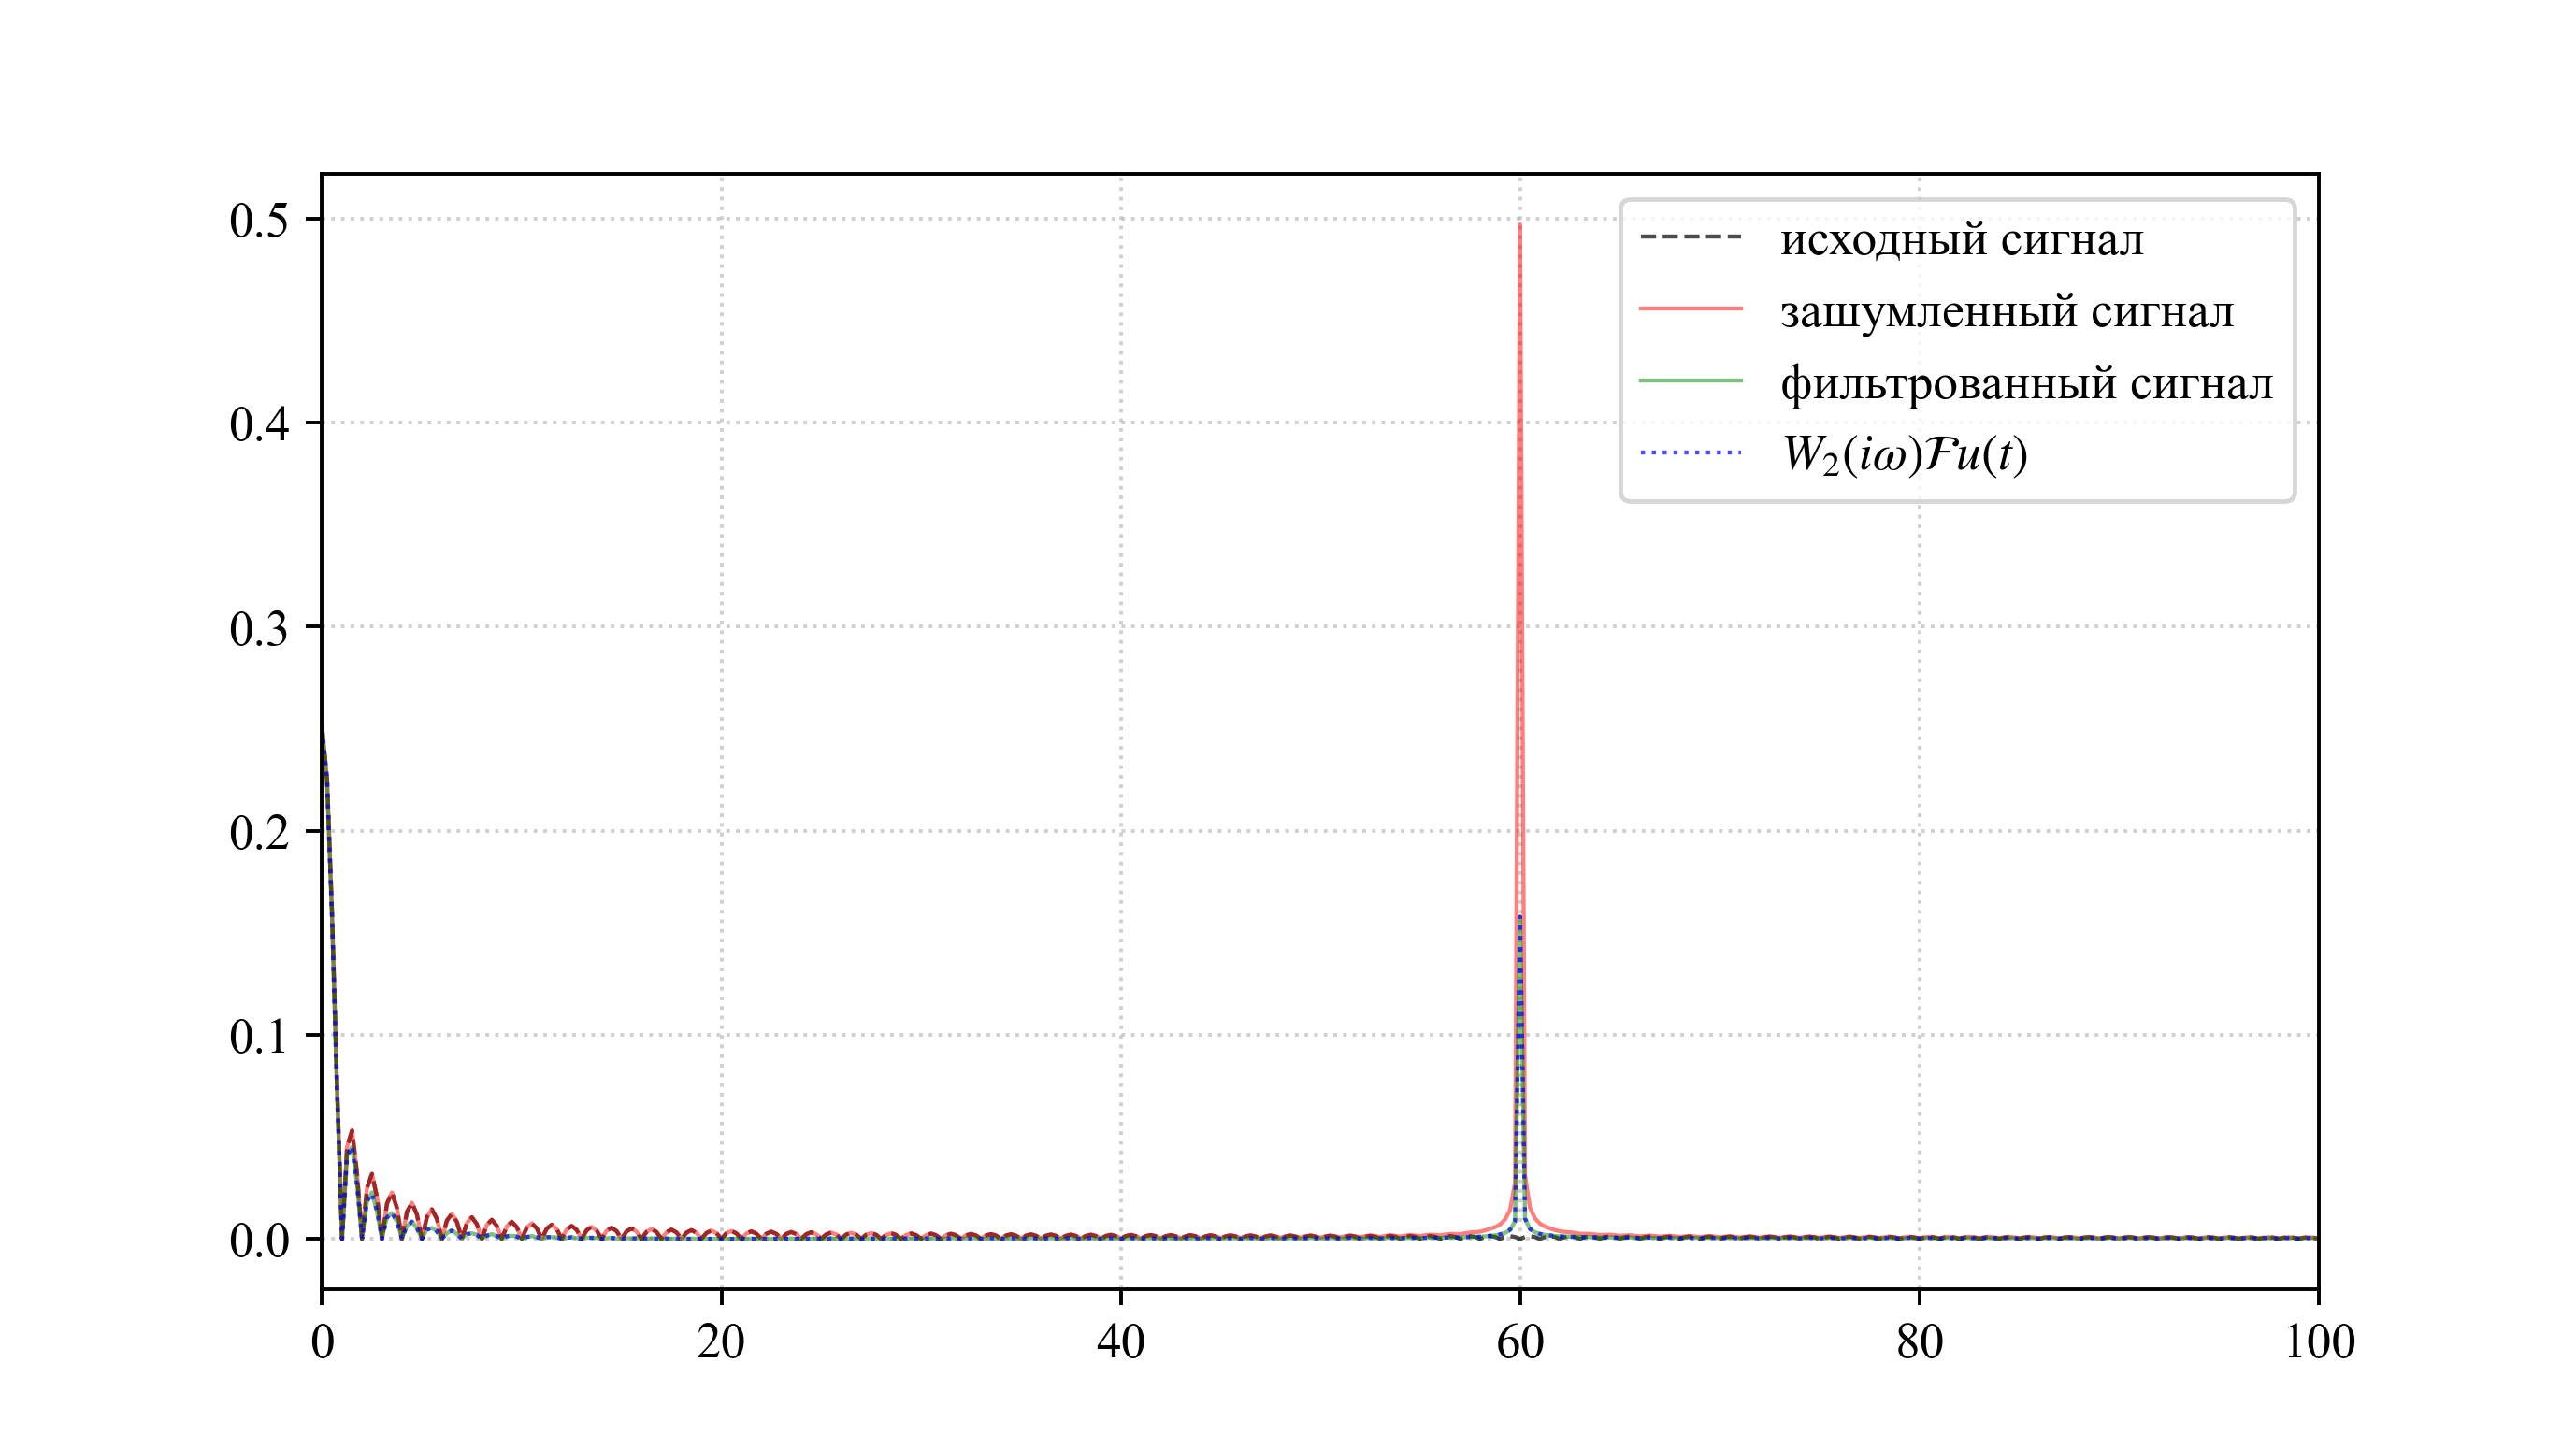 0.5
0.4
0.3
0.2
0.1
0.0
0 20 40 60 80 100
исходный сигнал
зашумленный сигнал
фильтрованный сигнал
W₂(iω)ℱu(t)